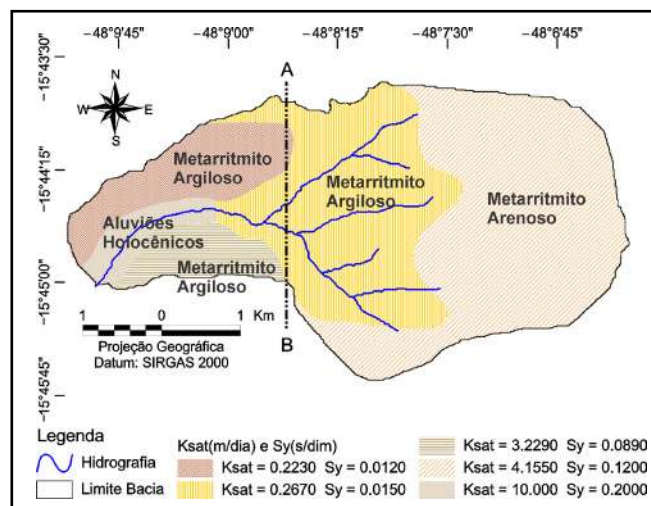 -48°9'45" -48°9'00" -48°8'15" -48°7'30" -48°6'45"
-15°43'30"
-15°44'15"
-15°45'00"
-15°45'45"
N
W E
S
A
Metarritmito
Argiloso
Metarritmito
Argiloso
Metarritmito
Arenoso
Aluviões
Holocênicos
Metarritmito
Argiloso
1 0 1 Km
Projeção Geográfica
Datum: SIRGAS 2000
B
Legenda
Hidrografia
Limite Bacia
Ksat(m/dia) e Sy(s/dim)
Ksat = 0.2230 Sy = 0.0120
Ksat = 0.2670 Sy = 0.0150
Ksat = 3.2290 Sy = 0.0890
Ksat = 4.1550 Sy = 0.1200
Ksat = 10.000 Sy = 0.2000